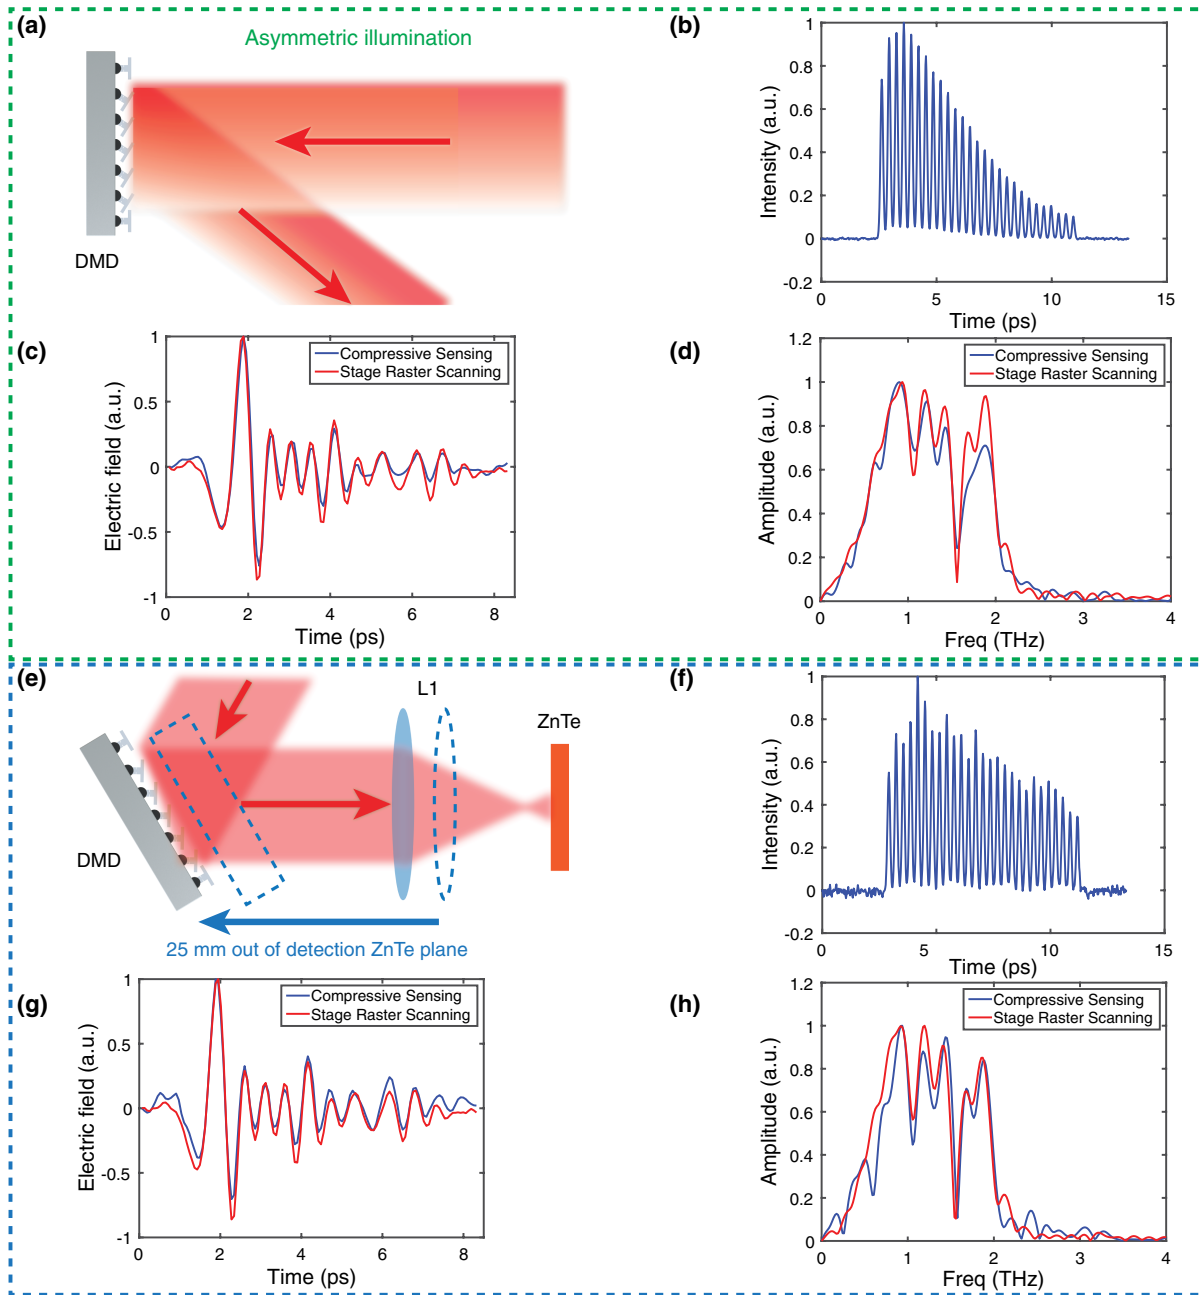 (a)
Asymmetric illumination
DMD
(b)
Intensity (a.u.)
1
0.8
0.6
0.4
0.2
0
-0.2
0 5 10 15
Time (ps)
(c)
Electric field (a.u.)
1
0.5
0
-0.5
-1
Compressive Sensing
Stage Raster Scanning
0 2 4 6 8
Time (ps)
(d)
Amplitude (a.u.)
1.2
1
0.8
0.6
0.4
0.2
0
Compressive Sensing
Stage Raster Scanning
0 1 2 3 4
Freq (THz)
(e)
L1
ZnTe
DMD
25 mm out of detection ZnTe plane
(f)
Intensity (a.u.)
1
0.8
0.6
0.4
0.2
0
-0.2
0 5 10 15
Time (ps)
(g)
Electric field (a.u.)
1
0.5
0
-0.5
-1
Compressive Sensing
Stage Raster Scanning
0 2 4 6 8
Time (ps)
(h)
Amplitude (a.u.)
1.2
1
0.8
0.6
0.4
0.2
0
Compressive Sensing
Stage Raster Scanning
0 1 2 3 4
Freq (THz)